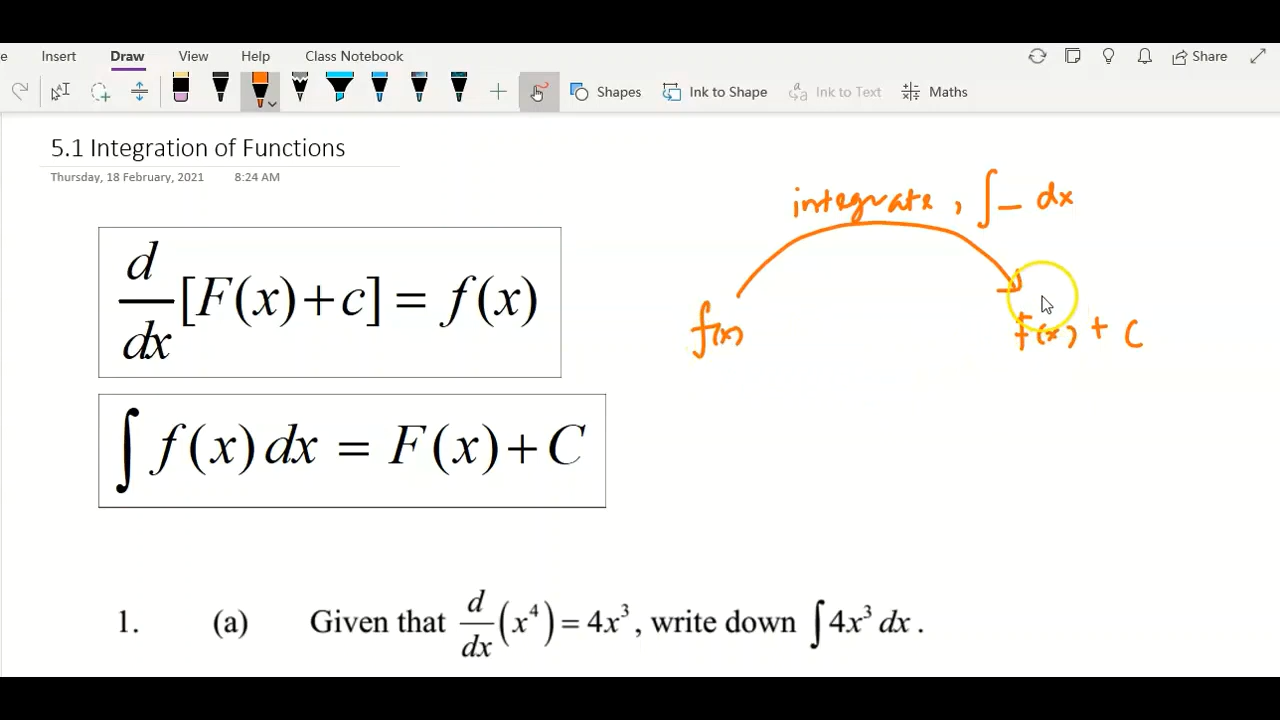 e Insert Draw View Help Class Notebook Share
Shapes Ink to Shape Ink to Text Maths
5.1 Integration of Functions
Thursday, 18 February, 2021 8:24 AM
integrate, ∫ _ dx
f(x)
F(x) + C
d/dx [F(x)+c] = f(x)
∫ f(x) dx = F(x)+C
1. (a) Given that d/dx (x⁴) = 4x³, write down ∫ 4x³ dx.